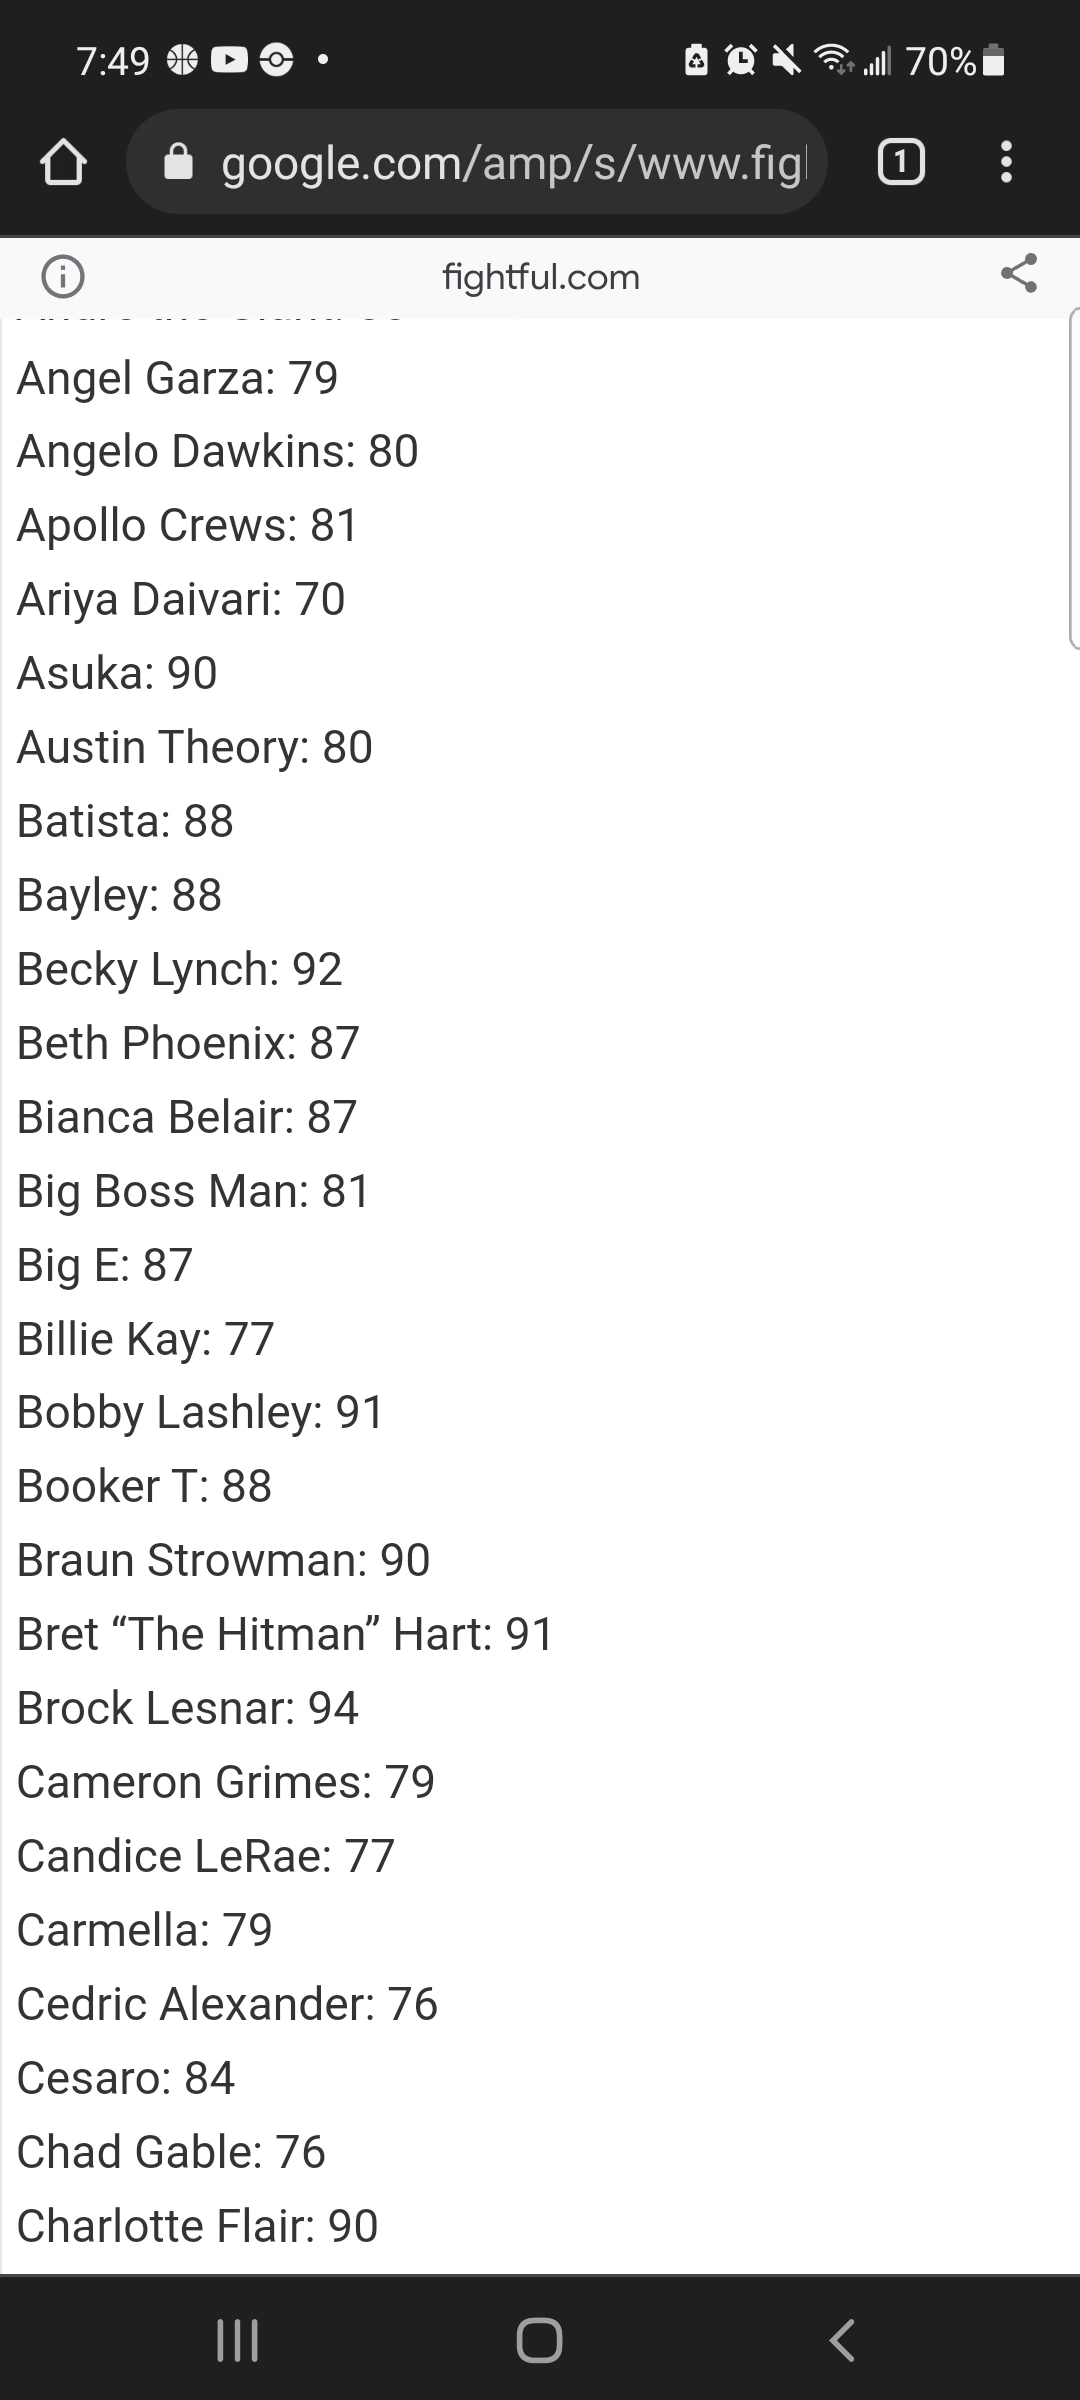 7:49 70%
google.com/amp/s/www.fig
1
fightful.com
Angel Garza: 79
Angelo Dawkins: 80
Apollo Crews: 81
Ariya Daivari: 70
Asuka: 90
Austin Theory: 80
Batista: 88
Bayley: 88
Becky Lynch: 92
Beth Phoenix: 87
Bianca Belair: 87
Big Boss Man: 81
Big E: 87
Billie Kay: 77
Bobby Lashley: 91
Booker T: 88
Braun Strowman: 90
Bret “The Hitman” Hart: 91
Brock Lesnar: 94
Cameron Grimes: 79
Candice LeRae: 77
Carmella: 79
Cedric Alexander: 76
Cesaro: 84
Chad Gable: 76
Charlotte Flair: 90